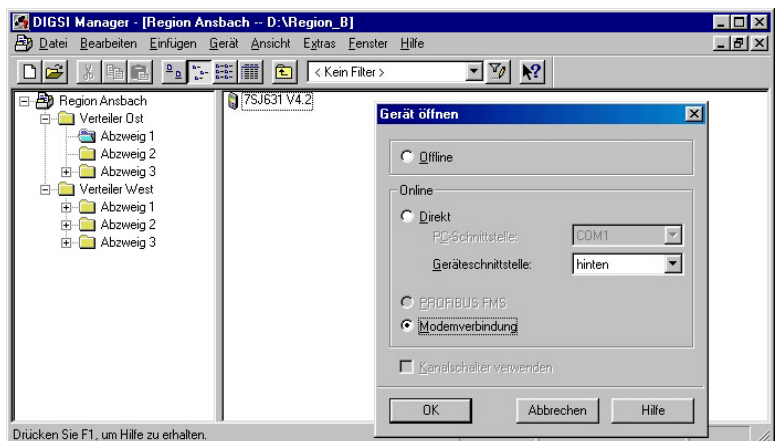 DIGSI Manager - [Region Ansbach -- D:\Region_B]
Datei Bearbeiten Einfügen Gerät Ansicht Extras Fenster Hilfe
< Kein Filter >
Region Ansbach
Verteiler Ost
Abzweig 1
Abzweig 2
Abzweig 3
Verteiler West
Abzweig 1
Abzweig 2
Abzweig 3
7SJ631 V4.2
Gerät öffnen
Offline
Online
Direkt
PC-Schnittstelle: COM1
Geräteschnittstelle: hinten
PROFIBUS FMS
Modemverbindung
Kanalschalter verwenden
OK Abbrechen Hilfe
Drücken Sie F1, um Hilfe zu erhalten.